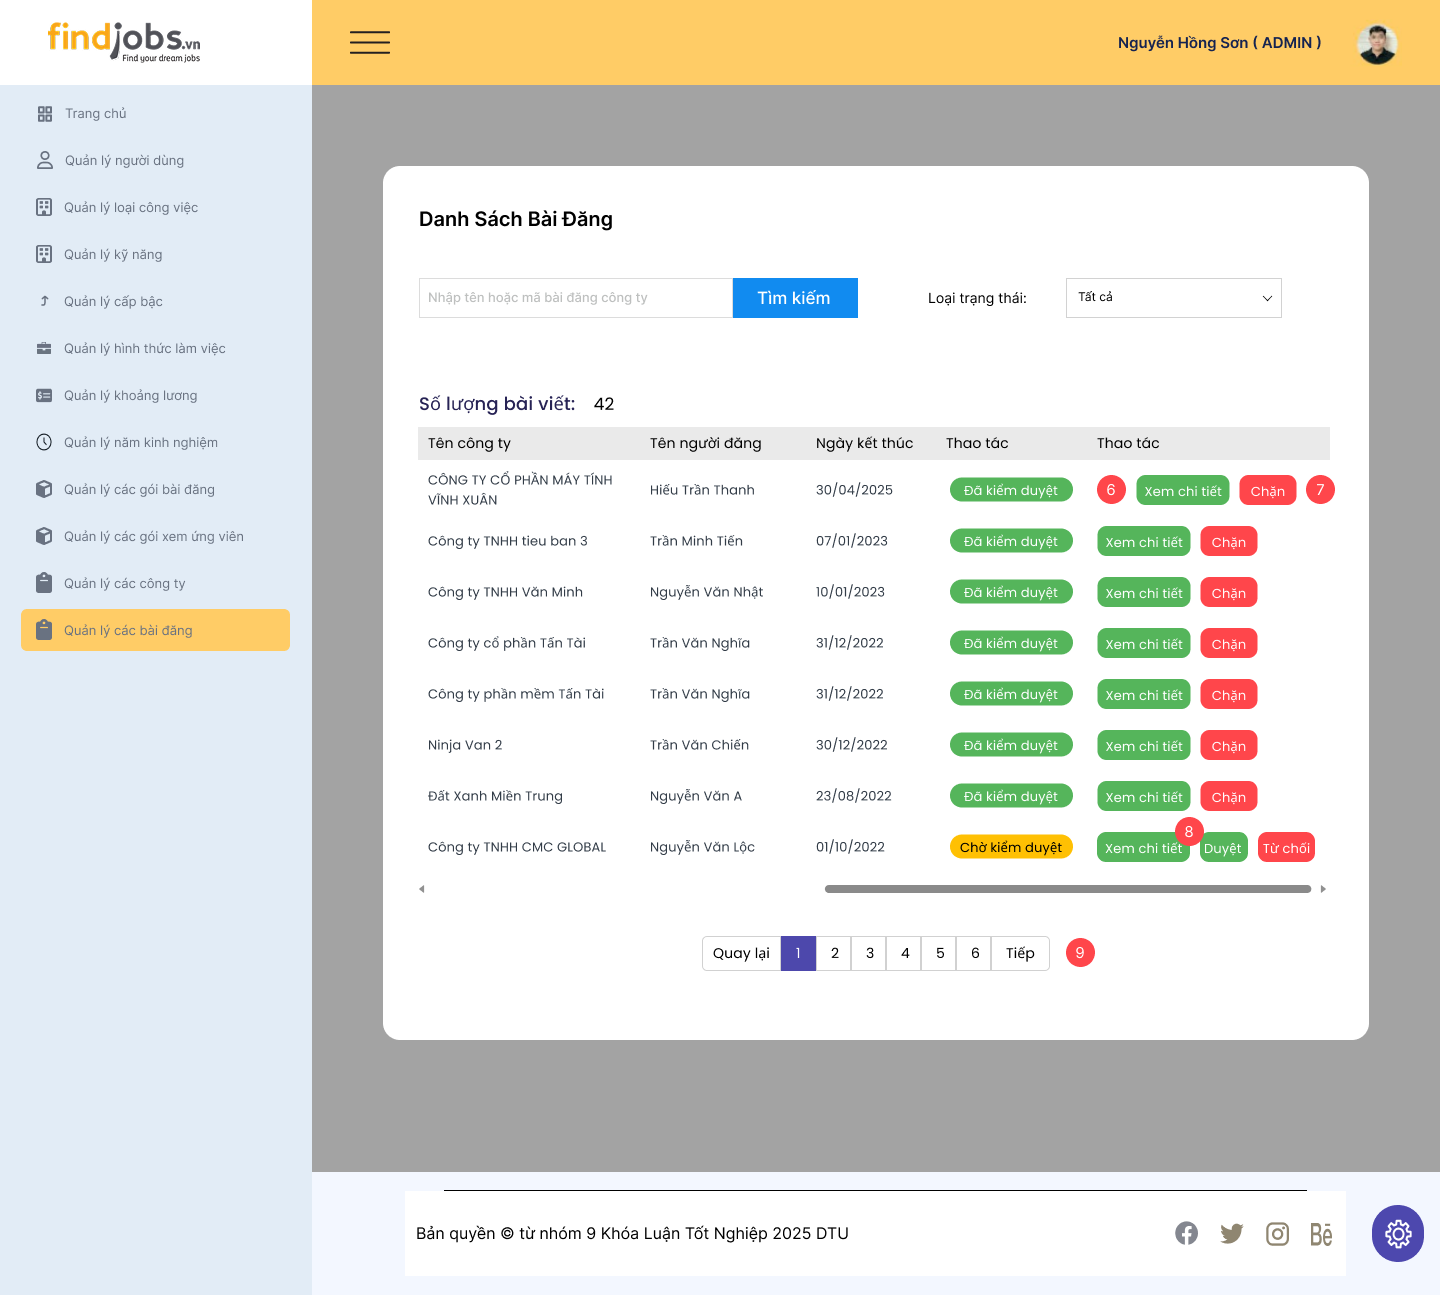 findjobs.vn
Find your dream jobs
Nguyễn Hồng Sơn ( ADMIN )
Trang chủ
Quản lý người dùng
Quản lý loại công việc
Quản lý kỹ năng
Quản lý cấp bậc
Quản lý hình thức làm việc
Quản lý khoảng lương
Quản lý năm kinh nghiệm
Quản lý các gói bài đăng
Quản lý các gói xem ứng viên
Quản lý các công ty
Quản lý các bài đăng
Danh Sách Bài Đăng
Nhập tên hoặc mã bài đăng công ty Tìm kiếm Loại trạng thái: Tất cả
Số lượng bài viết: 42
Tên công ty Tên người đăng Ngày kết thúc Thao tác Thao tác
CÔNG TY CỔ PHẦN MÁY TÍNH
VĨNH XUÂN Hiếu Trần Thanh 30/04/2025 Đã kiểm duyệt 6 Xem chi tiết Chặn 7
Công ty TNHH tieu ban 3 Trần Minh Tiến 07/01/2023 Đã kiểm duyệt Xem chi tiết Chặn
Công ty TNHH Văn Minh Nguyễn Văn Nhật 10/01/2023 Đã kiểm duyệt Xem chi tiết Chặn
Công ty cổ phần Tấn Tài Trần Văn Nghĩa 31/12/2022 Đã kiểm duyệt Xem chi tiết Chặn
Công ty phần mềm Tấn Tài Trần Văn Nghĩa 31/12/2022 Đã kiểm duyệt Xem chi tiết Chặn
Ninja Van 2 Trần Văn Chiến 30/12/2022 Đã kiểm duyệt Xem chi tiết Chặn
Đất Xanh Miền Trung Nguyễn Văn A 23/08/2022 Đã kiểm duyệt Xem chi tiết Chặn
8
Công ty TNHH CMC GLOBAL Nguyễn Văn Lộc 01/10/2022 Chờ kiểm duyệt Xem chi tiết Duyệt Từ chối
Quay lại 1 2 3 4 5 6 Tiếp 9
Bản quyền © từ nhóm 9 Khóa Luận Tốt Nghiệp 2025 DTU